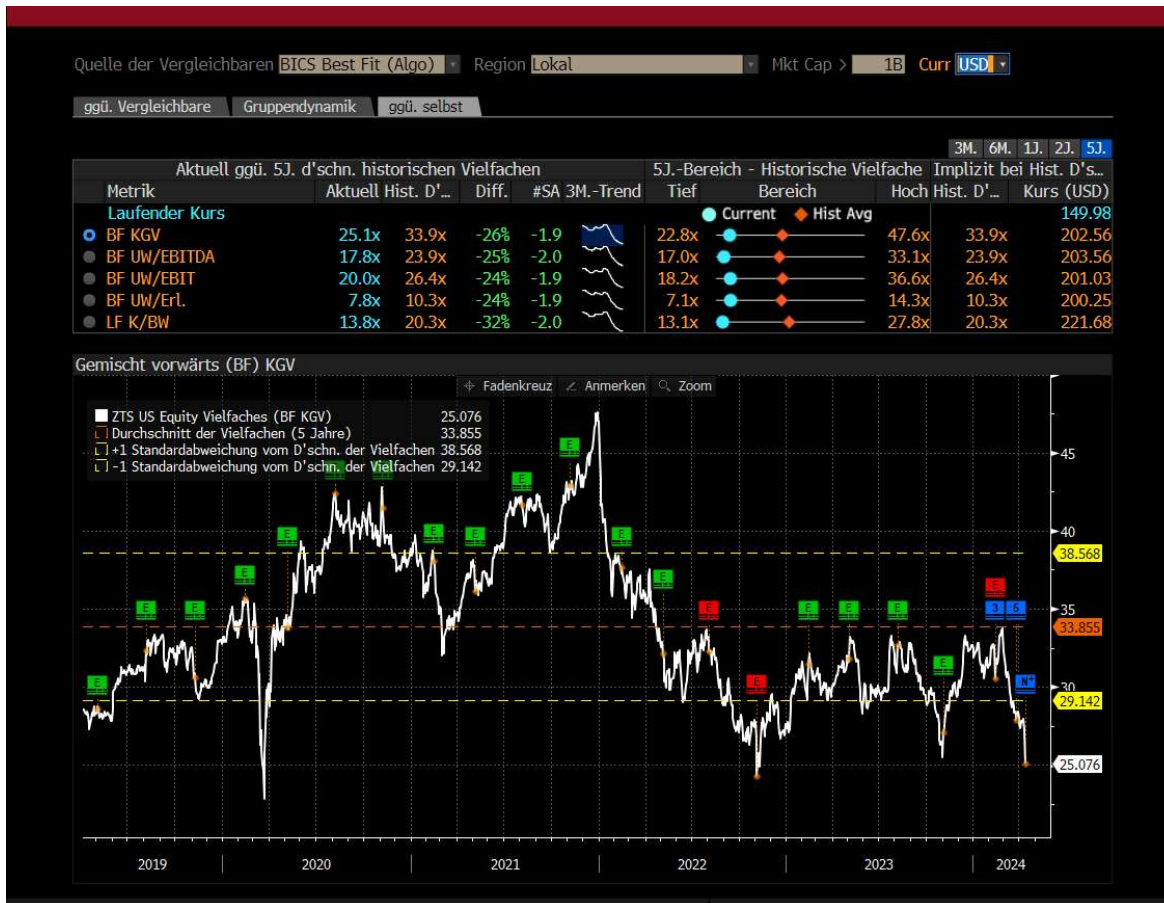 Quelle der Vergleichbaren BICS Best Fit (Algo) Region Lokal Mkt Cap > 1B Curr USD
ggü. Vergleichbare Gruppendynamik ggü. selbst
3M. 6M. 1J. 2J. 5J.
Aktuell ggü. 5J. d'schn. historischen Vielfachen 5J.-Bereich - Historische Vielfache Implizit bei Hist. D's...
Metrik Aktuell Hist. D'... Diff. #SA 3M.-Trend Tief Bereich Hoch Hist. D'... Kurs (USD)
Laufender Kurs Current Hist Avg 149.98
BF KGV 25.1x 33.9x -26% -1.9 22.8x 47.6x 33.9x 202.56
BF UW/EBITDA 17.8x 23.9x -25% -2.0 17.0x 33.1x 23.9x 203.56
BF UW/EBIT 20.0x 26.4x -24% -1.9 18.2x 36.6x 26.4x 201.03
BF UW/Erl. 7.8x 10.3x -24% -1.9 7.1x 14.3x 10.3x 200.25
LF K/BW 13.8x 20.3x -32% -2.0 13.1x 27.8x 20.3x 221.68
Gemischt vorwärts (BF) KGV
Fadenkreuz Anmerken Zoom
ZTS US Equity Vielfaches (BF KGV) 25.076
Durchschnitt der Vielfachen (5 Jahre) 33.855
+1 Standardabweichung vom D'schn. der Vielfachen 38.568
-1 Standardabweichung vom D'schn. der Vielfachen 29.142
E E
E
45
E
E E E E
40
38.568
E E E
E E E E E E 3 6
35
33.855
E E E N*
30
29.142
25.076
2019 2020 2021 2022 2023 2024